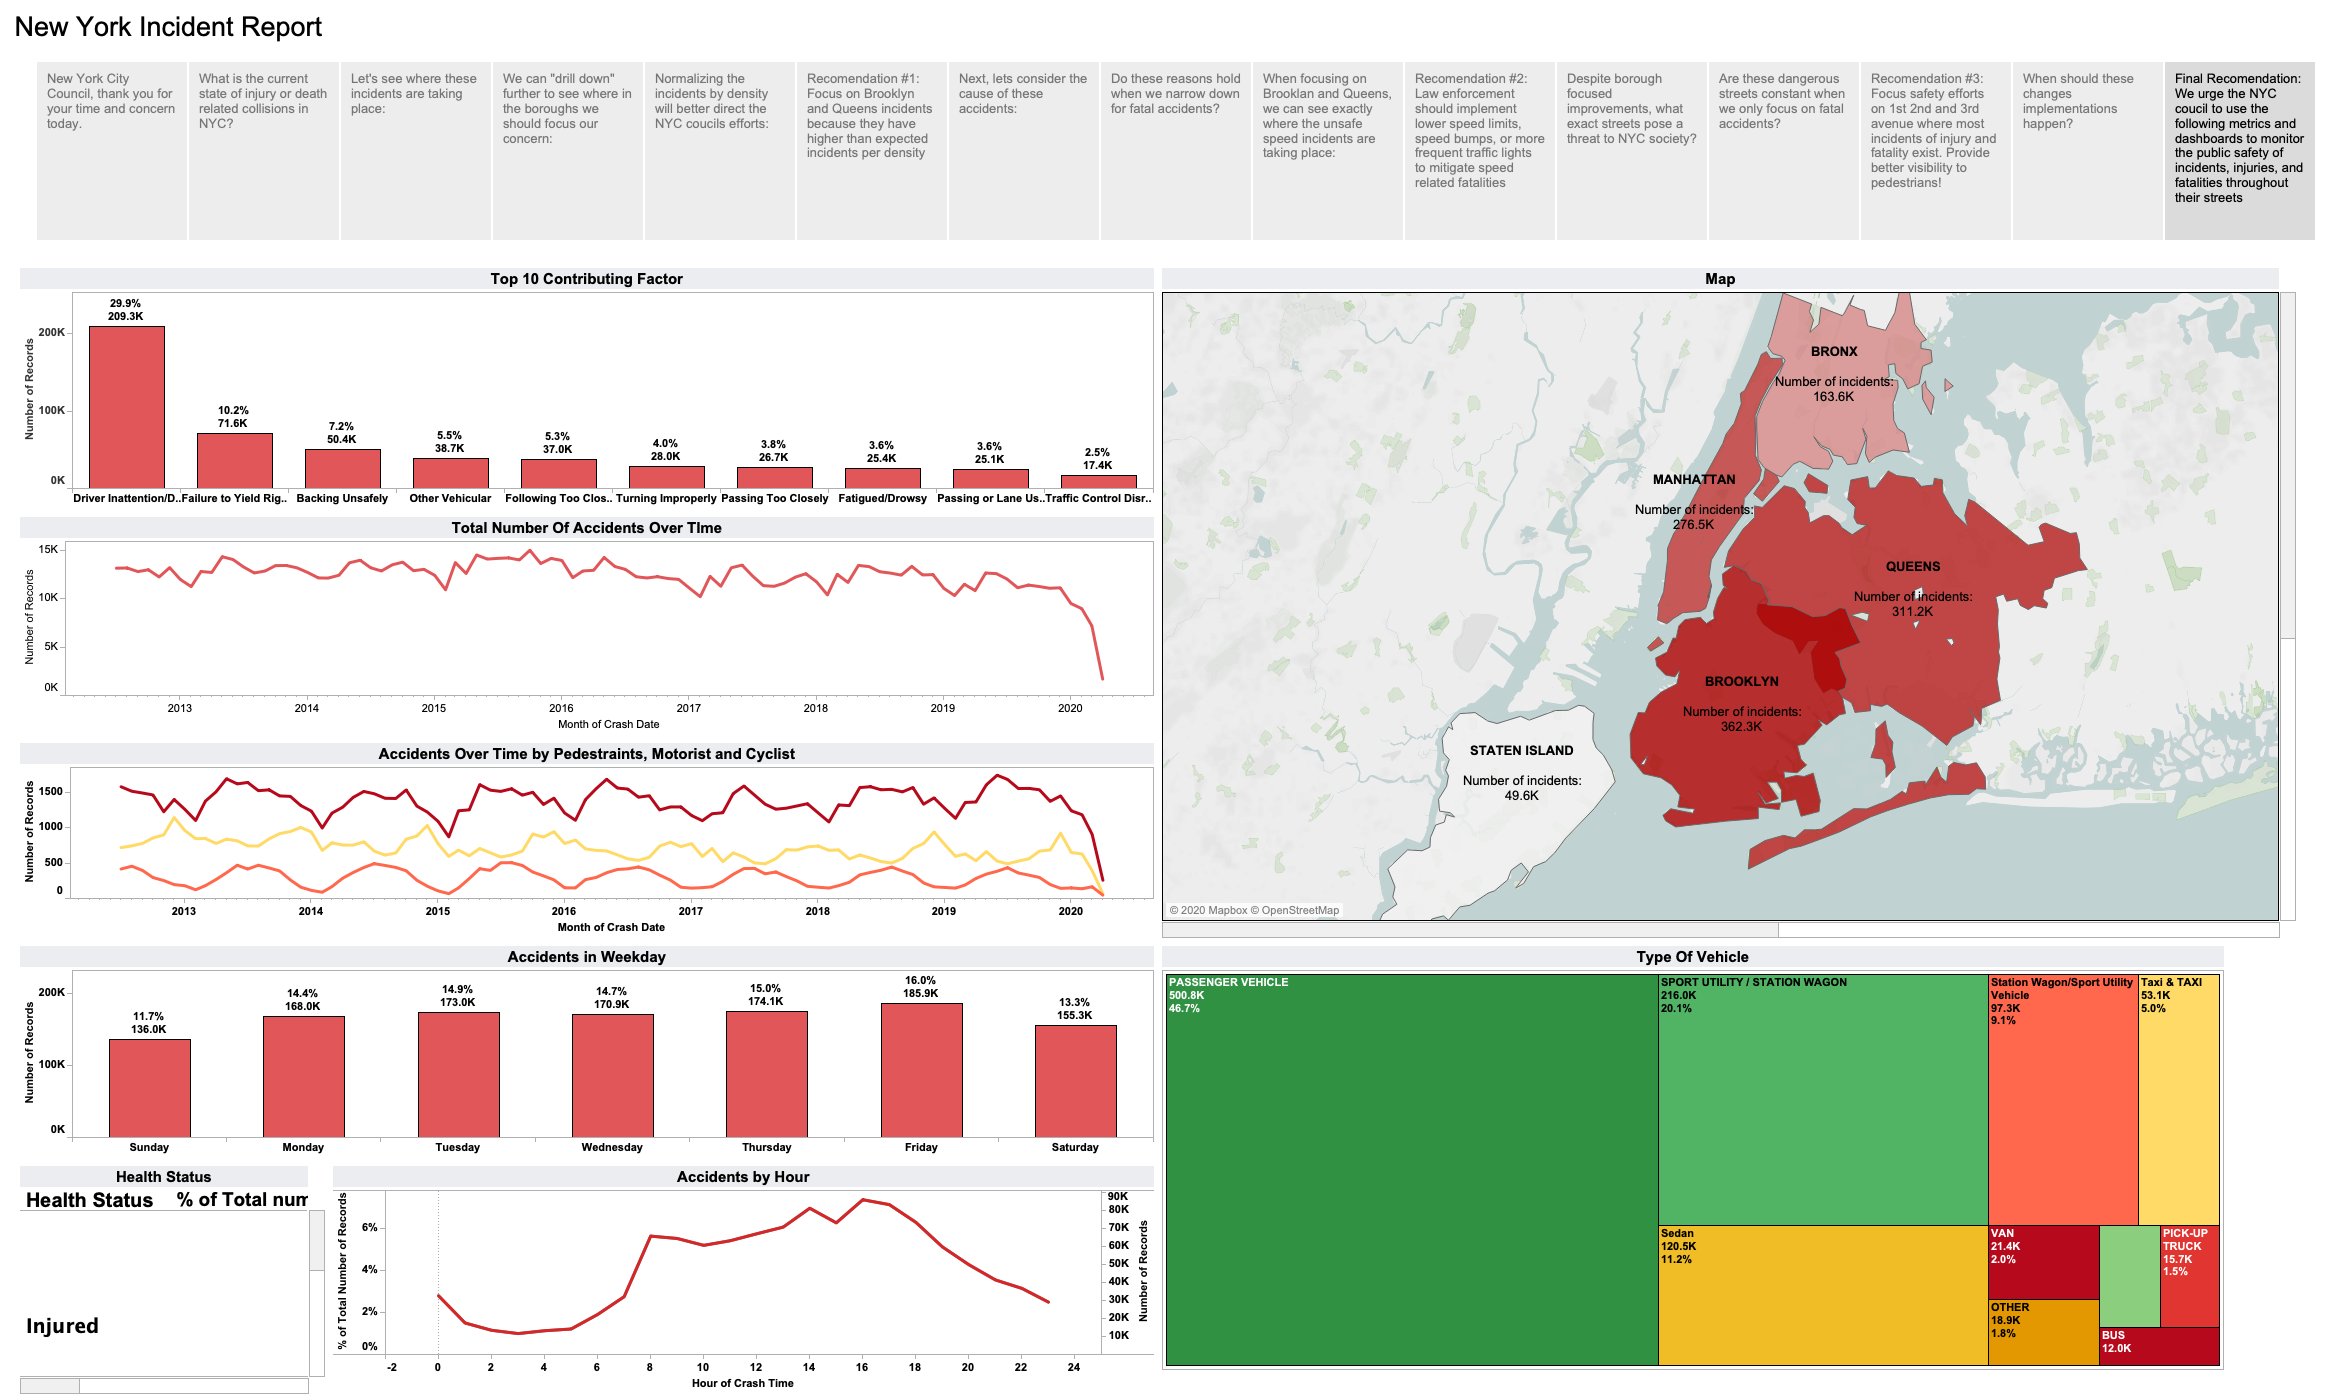 New York Incident Report
New York City
Council, thank you for
your time and concern
today.
What is the current
state of injury or death
related collisions in
NYC?
Let's see where these
incidents are taking
place:
We can "drill down"
further to see where in
the boroughs we
should focus our
concern:
Normalizing the
incidents by density
will better direct the
NYC coucils efforts:
Recomendation #1:
Focus on Brooklyn
and Queens incidents
because they have
higher than expected
incidents per density
Next, lets consider the
cause of these
accidents:
Do these reasons hold
when we narrow down
for fatal accidents?
When focusing on
Brooklan and Queens,
we can see exactly
where the unsafe
speed incidents are
taking place:
Recomendation #2:
Law enforcement
should implement
lower speed limits,
speed bumps, or more
frequent traffic lights
to mitigate speed
related fatalities
Despite borough
focused
improvements, what
exact streets pose a
threat to NYC society?
Are these dangerous
streets constant when
we only focus on fatal
accidents?
Recomendation #3:
Focus safety efforts
on 1st 2nd and 3rd
avenue where most
incidents of injury and
fatality exist. Provide
better visibility to
pedestrians!
When should these
changes
implementations
happen?
Final Recomendation:
We urge the NYC
coucil to use the
following metrics and
dashboards to monitor
the public safety of
incidents, injuries, and
fatalities throughout
their streets
Top 10 Contributing Factor
Number of Records
200K
100K
0K
29.9%
209.3K
10.2%
71.6K
7.2%
50.4K
5.5%
38.7K
5.3%
37.0K
4.0%
28.0K
3.8%
26.7K
3.6%
25.4K
3.6%
25.1K
2.5%
17.4K
Driver Inattention/D.. Failure to Yield Rig.. Backing Unsafely Other Vehicular Following Too Clos.. Turning Improperly Passing Too Closely Fatigued/Drowsy Passing or Lane Us.. Traffic Control Disr..
Total Number Of Accidents Over TIme
Number of Records
15K
10K
5K
0K
2013 2014 2015 2016 2017 2018 2019 2020
Month of Crash Date
Accidents Over Time by Pedestraints, Motorist and Cyclist
Number of Records
1500
1000
500
0
2013 2014 2015 2016 2017 2018 2019 2020
Month of Crash Date
Accidents in Weekday
Number of Records
200K
100K
0K
11.7%
136.0K
14.4%
168.0K
14.9%
173.0K
14.7%
170.9K
15.0%
174.1K
16.0%
185.9K
13.3%
155.3K
Sunday Monday Tuesday Wednesday Thursday Friday Saturday
Health Status
Health Status % of Total num
Injured
Accidents by Hour
% of Total Number of Records
6%
4%
2%
0%
90K
80K
70K
60K
50K
40K
30K
20K
10K
Number of Records
-2 0 2 4 6 8 10 12 14 16 18 20 22 24
Hour of Crash Time
Map
BRONX
Number of incidents:
163.6K
MANHATTAN
Number of incidents:
276.5K
QUEENS
Number of incidents:
311.2K
BROOKLYN
Number of incidents:
362.3K
STATEN ISLAND
Number of incidents:
49.6K
© 2020 Mapbox © OpenStreetMap
Type Of Vehicle
PASSENGER VEHICLE
500.8K
46.7%
SPORT UTILITY / STATION WAGON
216.0K
20.1%
Station Wagon/Sport Utility
Vehicle
97.3K
9.1%
Taxi & TAXI
53.1K
5.0%
Sedan
120.5K
11.2%
VAN
21.4K
2.0%
OTHER
18.9K
1.8%
PICK-UP
TRUCK
15.7K
1.5%
BUS
12.0K